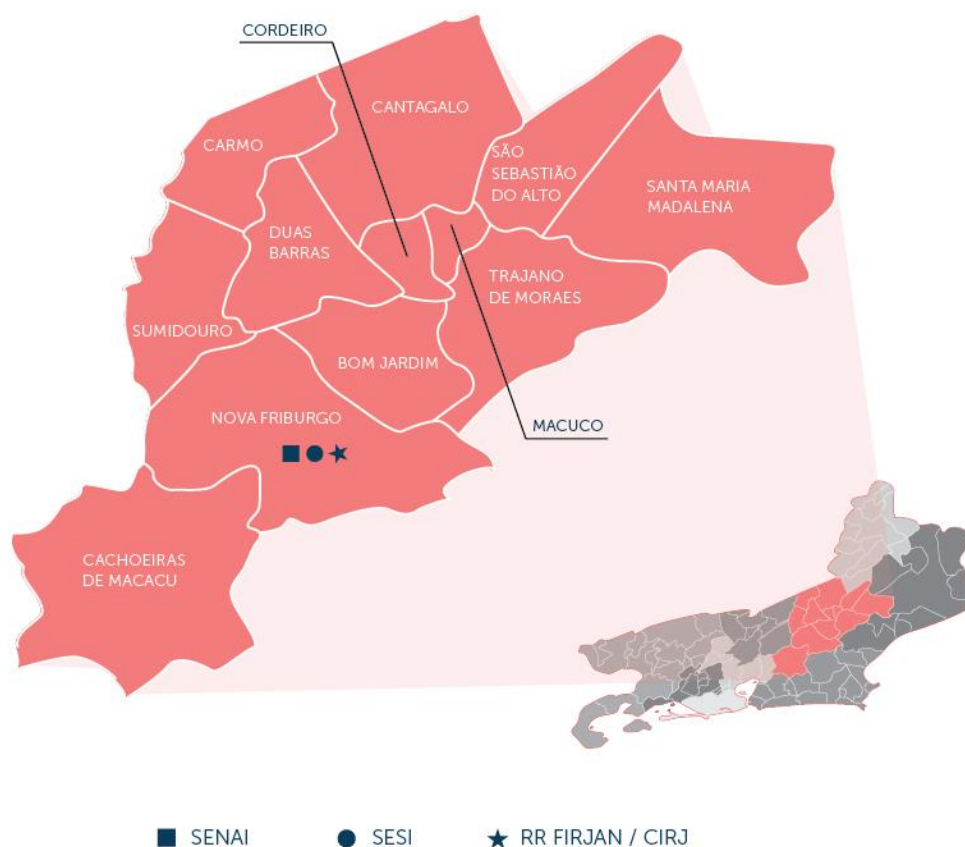 CORDEIRO
CANTAGALO
CARMO
SÃO
SEBASTIÃO
DO ALTO
SANTA MARIA
MADALENA
DUAS
BARRAS
TRAJANO
DE MORAES
SUMIDOURO
BOM JARDIM
NOVA FRIBURGO
MACUCO
CACHOEIRAS
DE MACACU
SENAI
SESI
RR FIRJAN / CIRJ